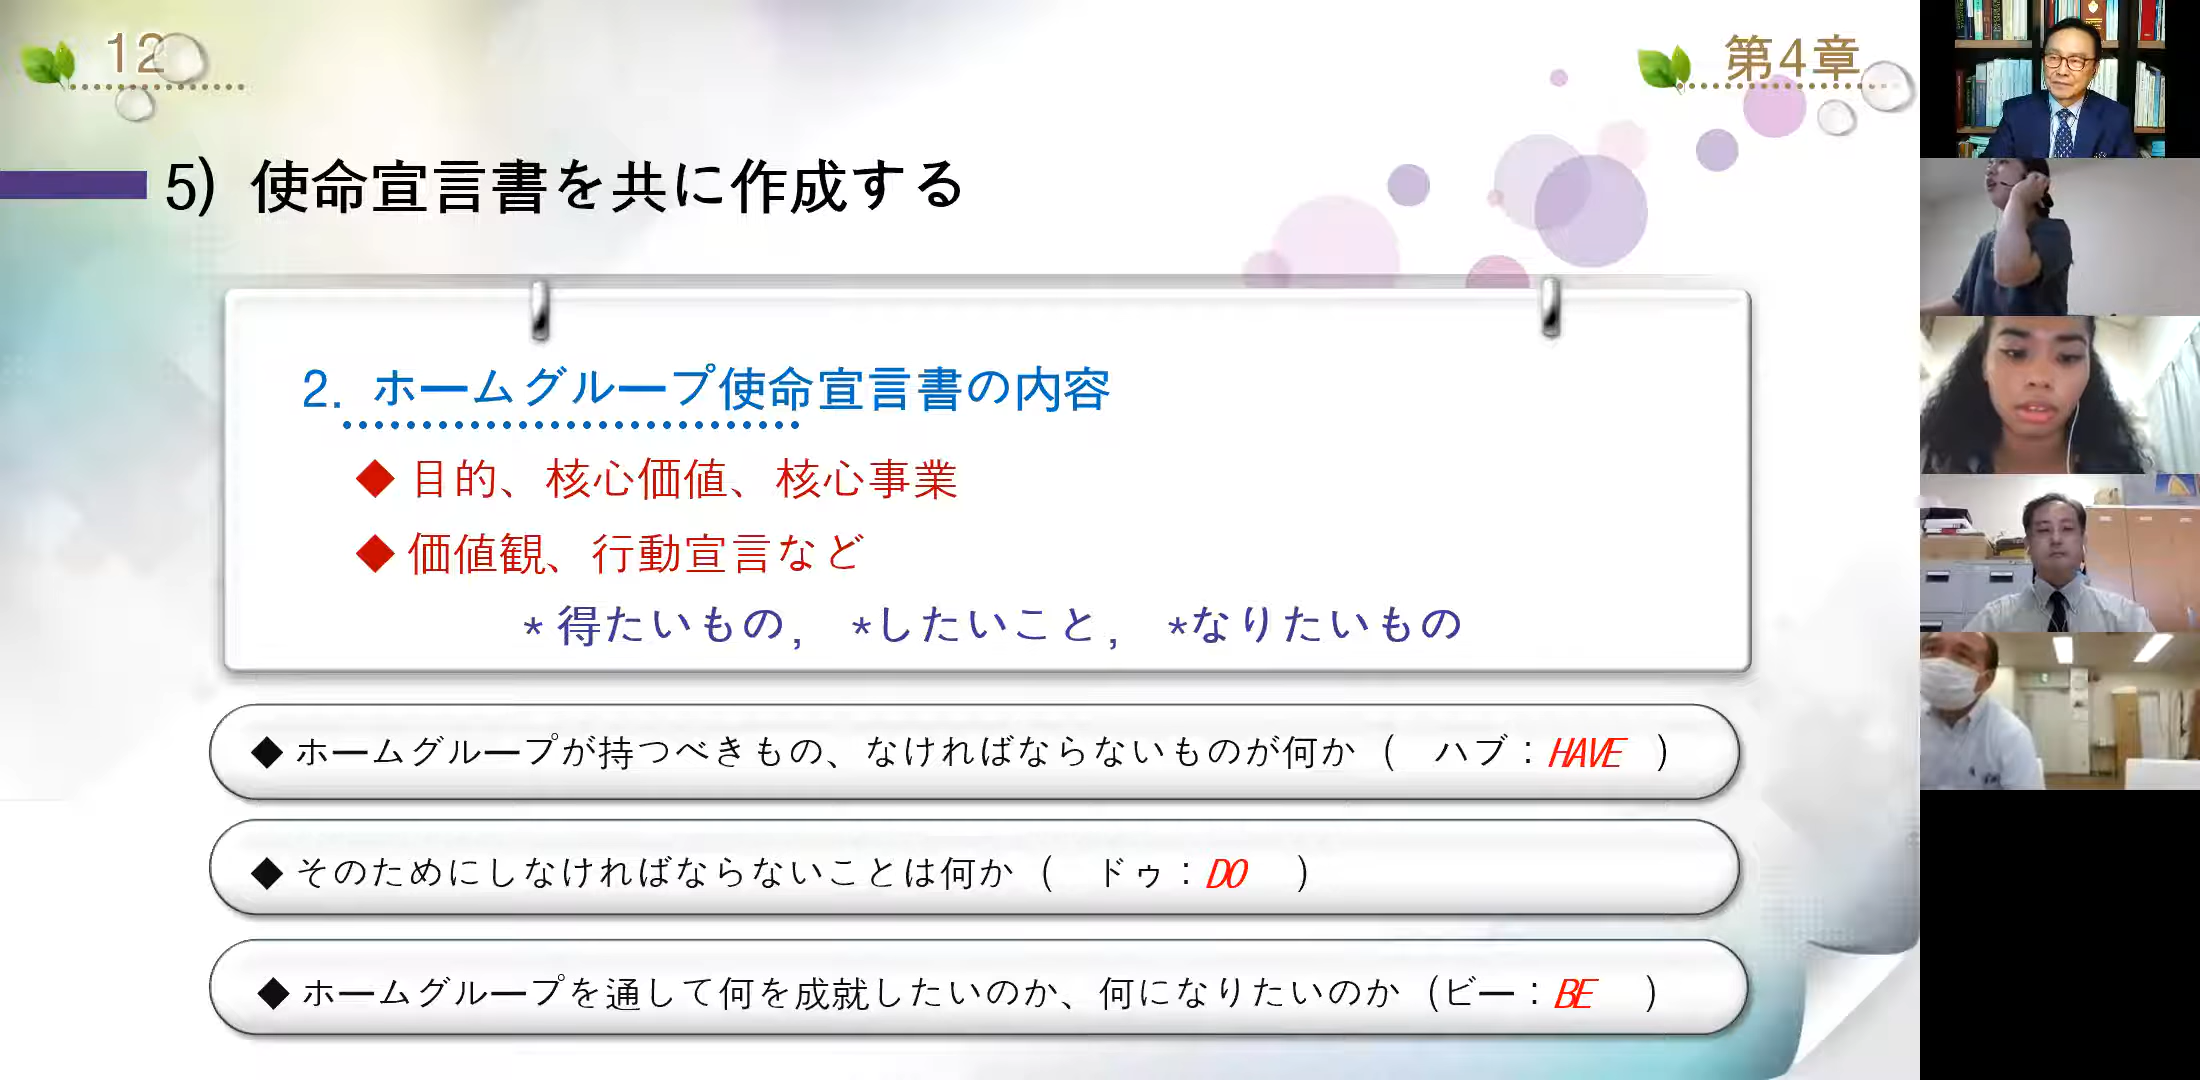 12
第4章
5) 使命宣言書を共に作成する
2. ホームグループ使命宣言書の内容
◆ 目的、核心価値、核心事業
◆ 価値観、行動宣言など
* 得たいもの, *したいこと, *なりたいもの
◆ ホームグループが持つべきもの、なければならないものが何か ( ハブ：HAVE )
◆ そのためにしなければならないことは何か ( ドゥ：DO )
◆ ホームグループを通して何を成就したいのか、何になりたいのか (ビー：BE )